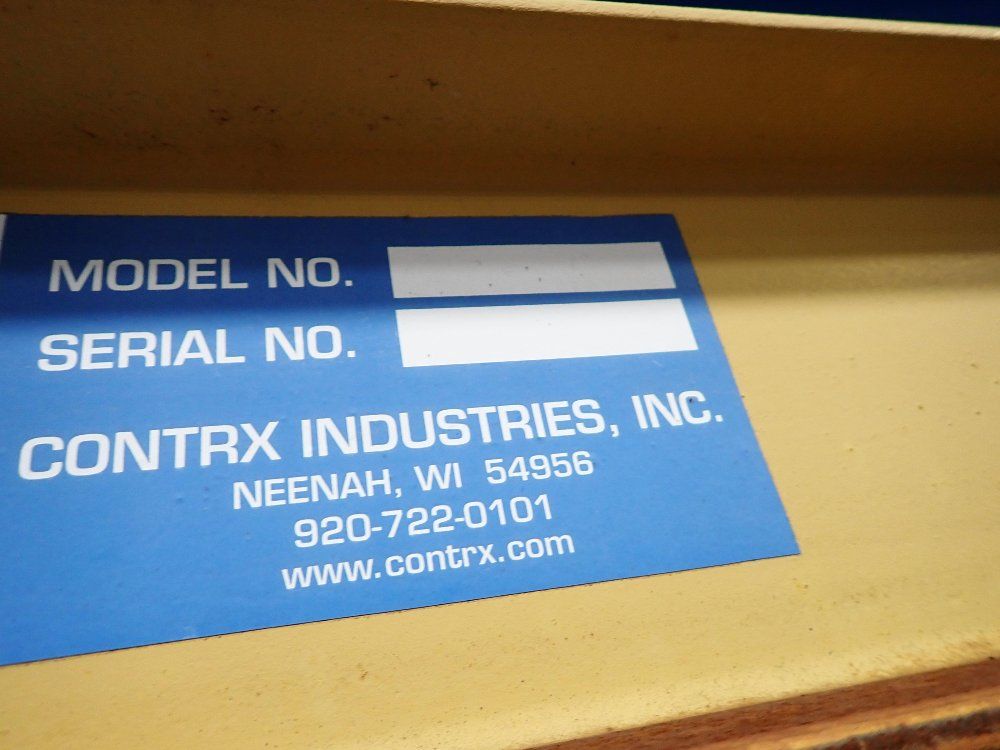 MODEL NO.
SERIAL NO.
CONTRX INDUSTRIES, INC.
NEENAH, WI 54956
920-722-0101
www.contrx.com